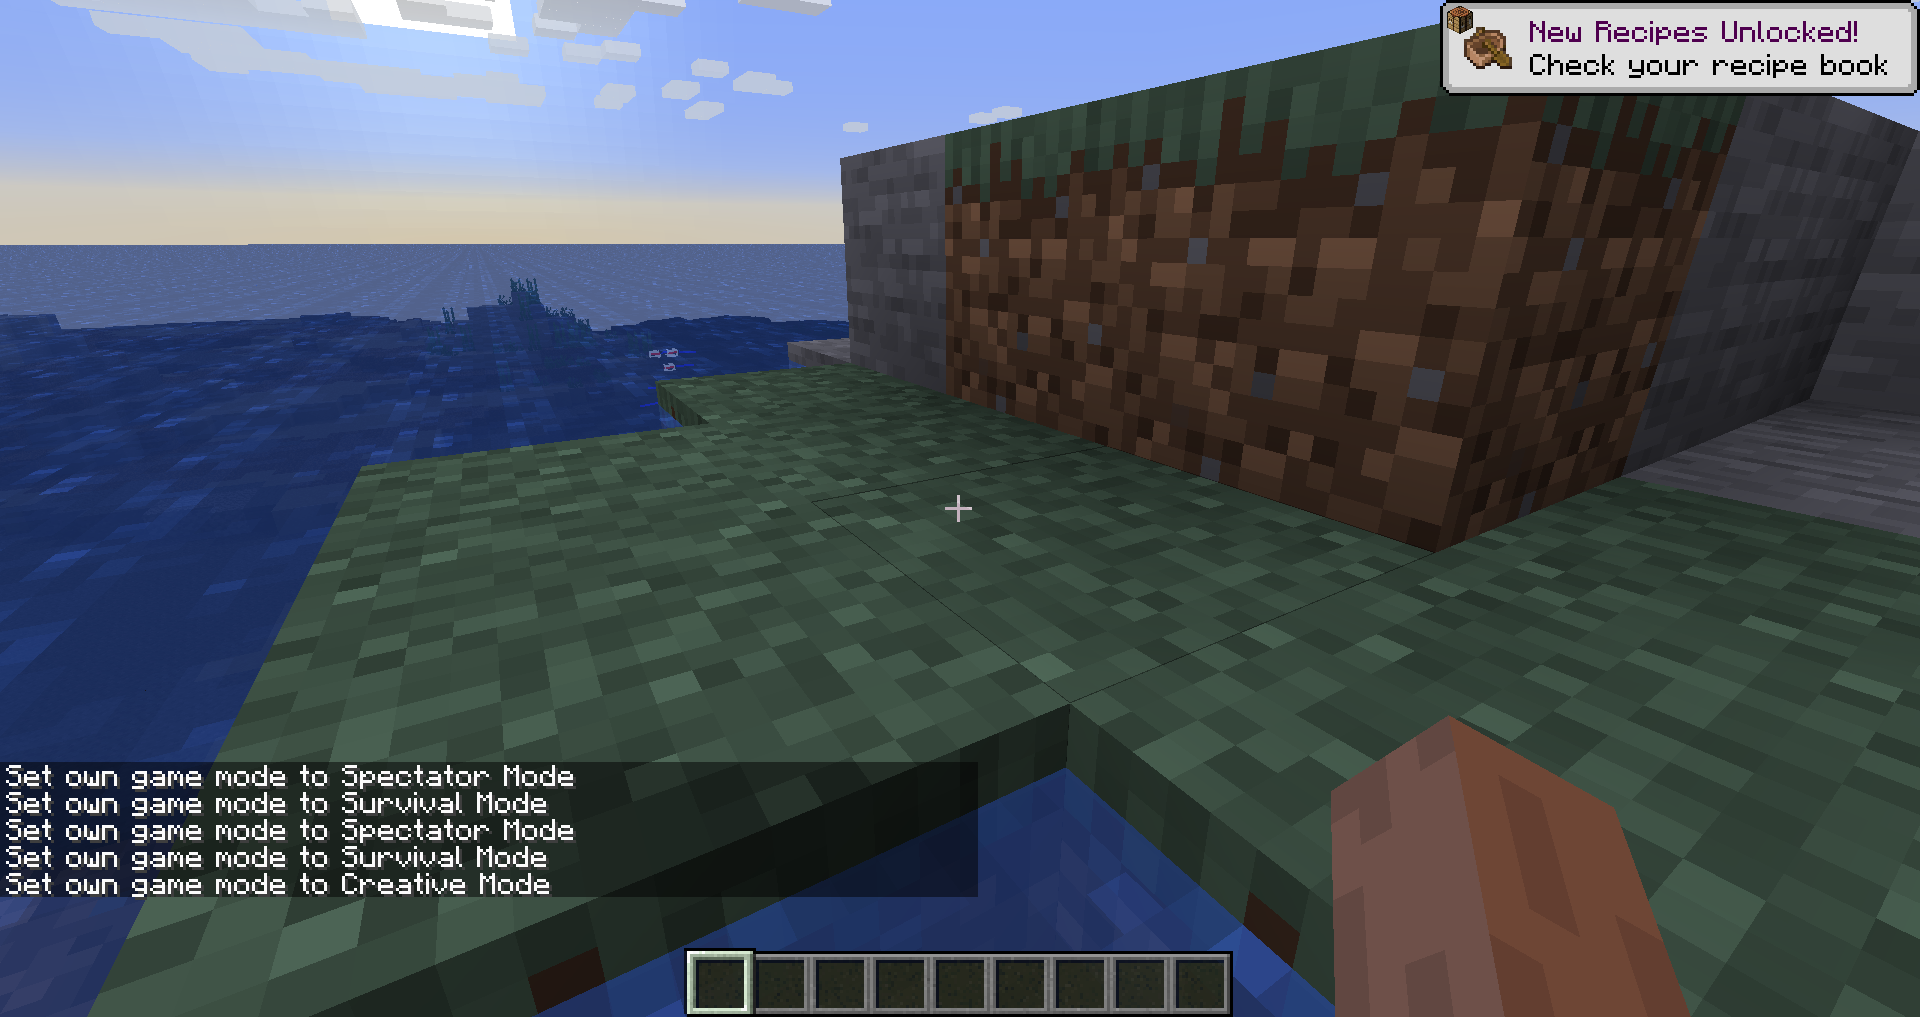 New Recipes Unlocked!
Check your recipe book
Set own game mode to Spectator Mode
Set own game mode to Survival Mode
Set own game mode to Spectator Mode
Set own game mode to Survival Mode
Set own game mode to Creative Mode